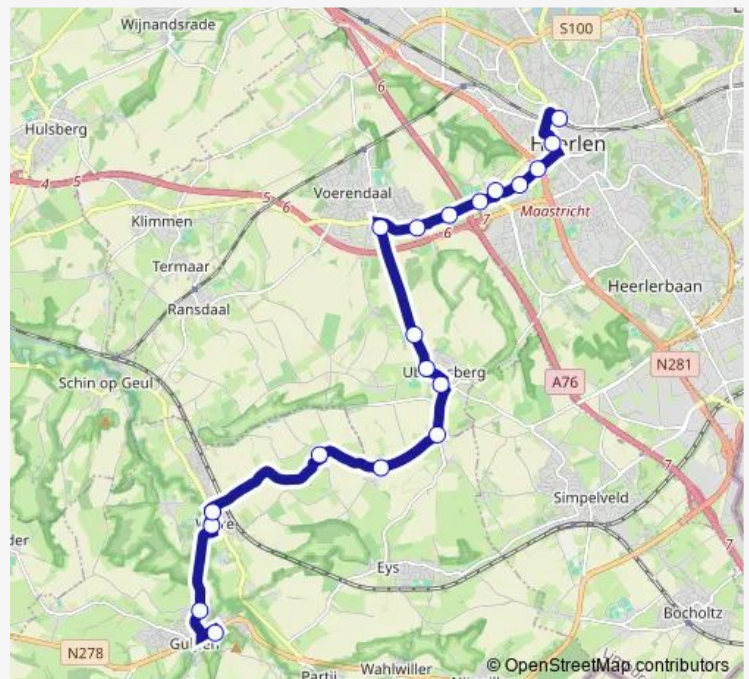 Wijnandsrade
S100
6
Hulsberg
4 5
Voerendaal
5 6
Klimmen
7
6
Maastricht
Termaar
Heerlerbaan
Ransdaal
Schin op Geul
A76
N281
7
Simpelveld
7
Eys
Bocholtz
N278
Wahlwiller
© OpenStreetMap contributors